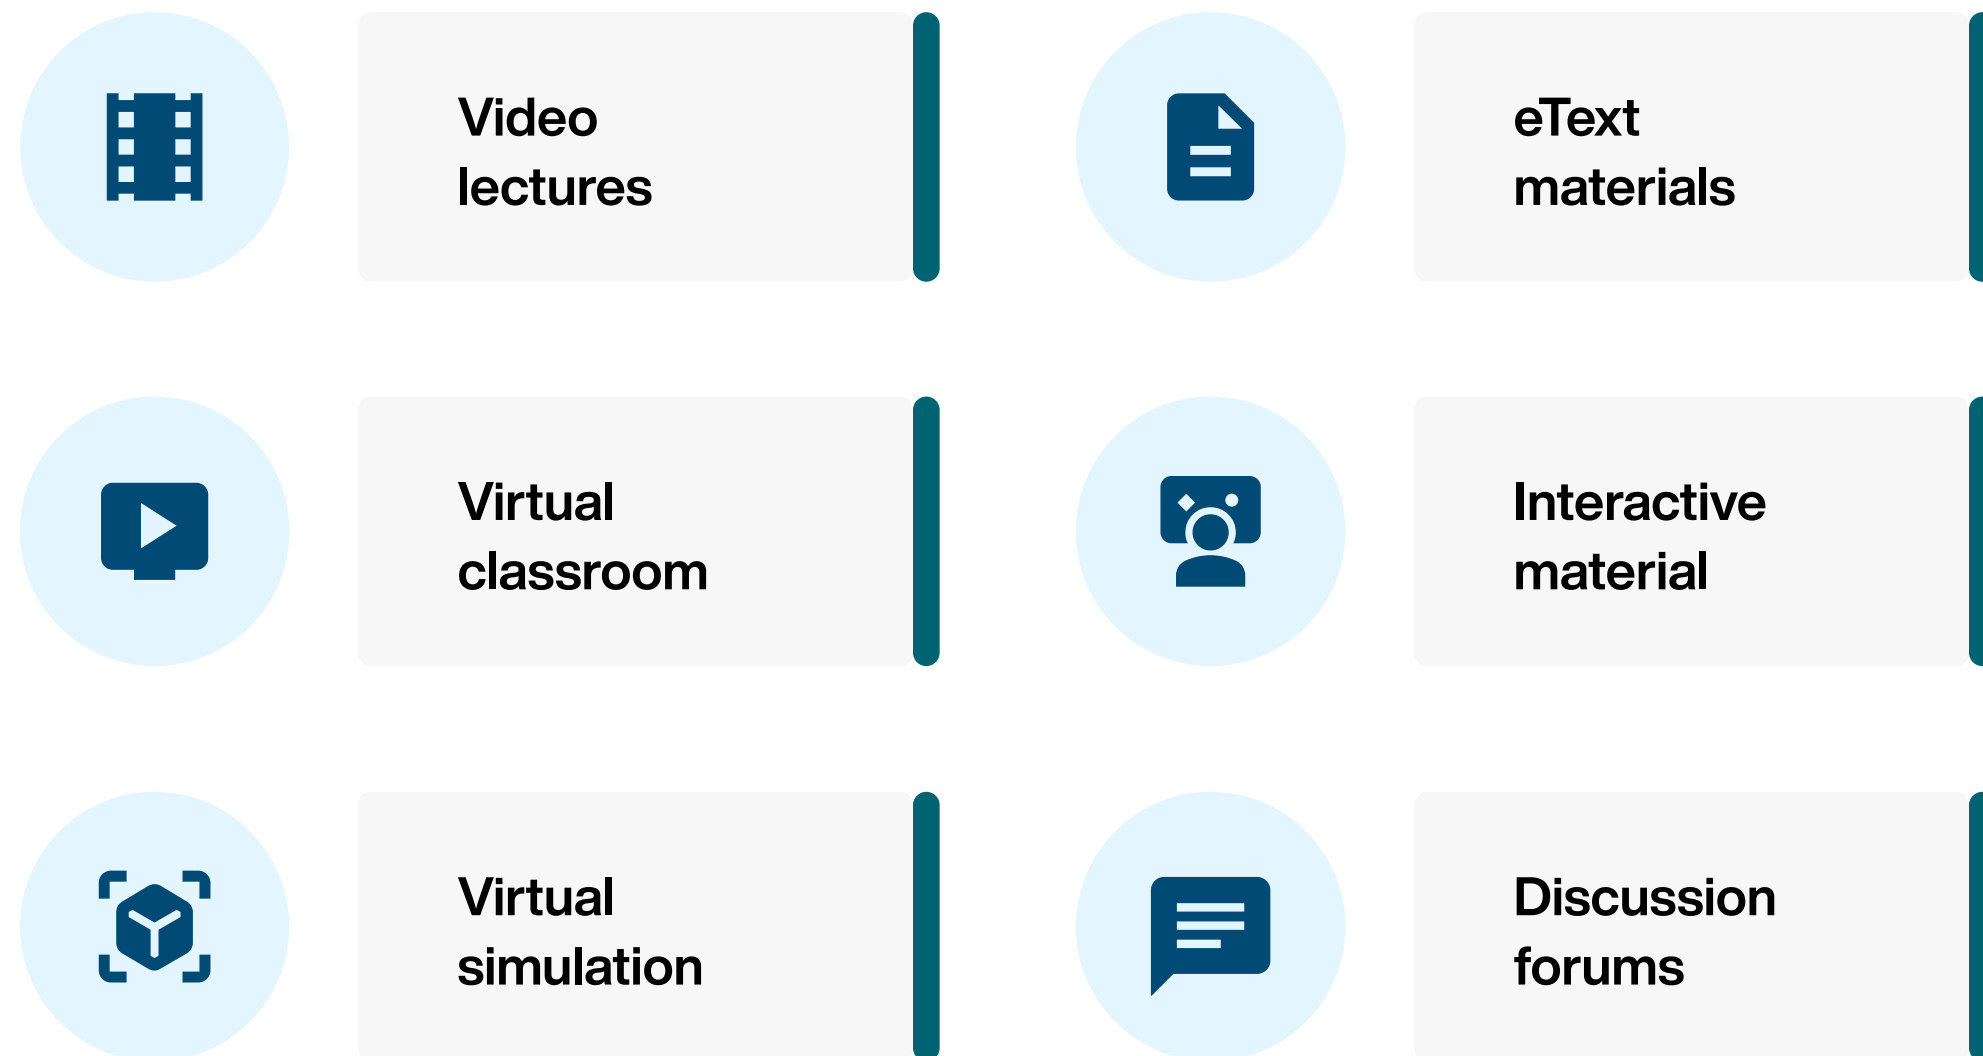 Video
lectures
eText
materials
Virtual
classroom
Interactive
material
Virtual
simulation
Discussion
forums